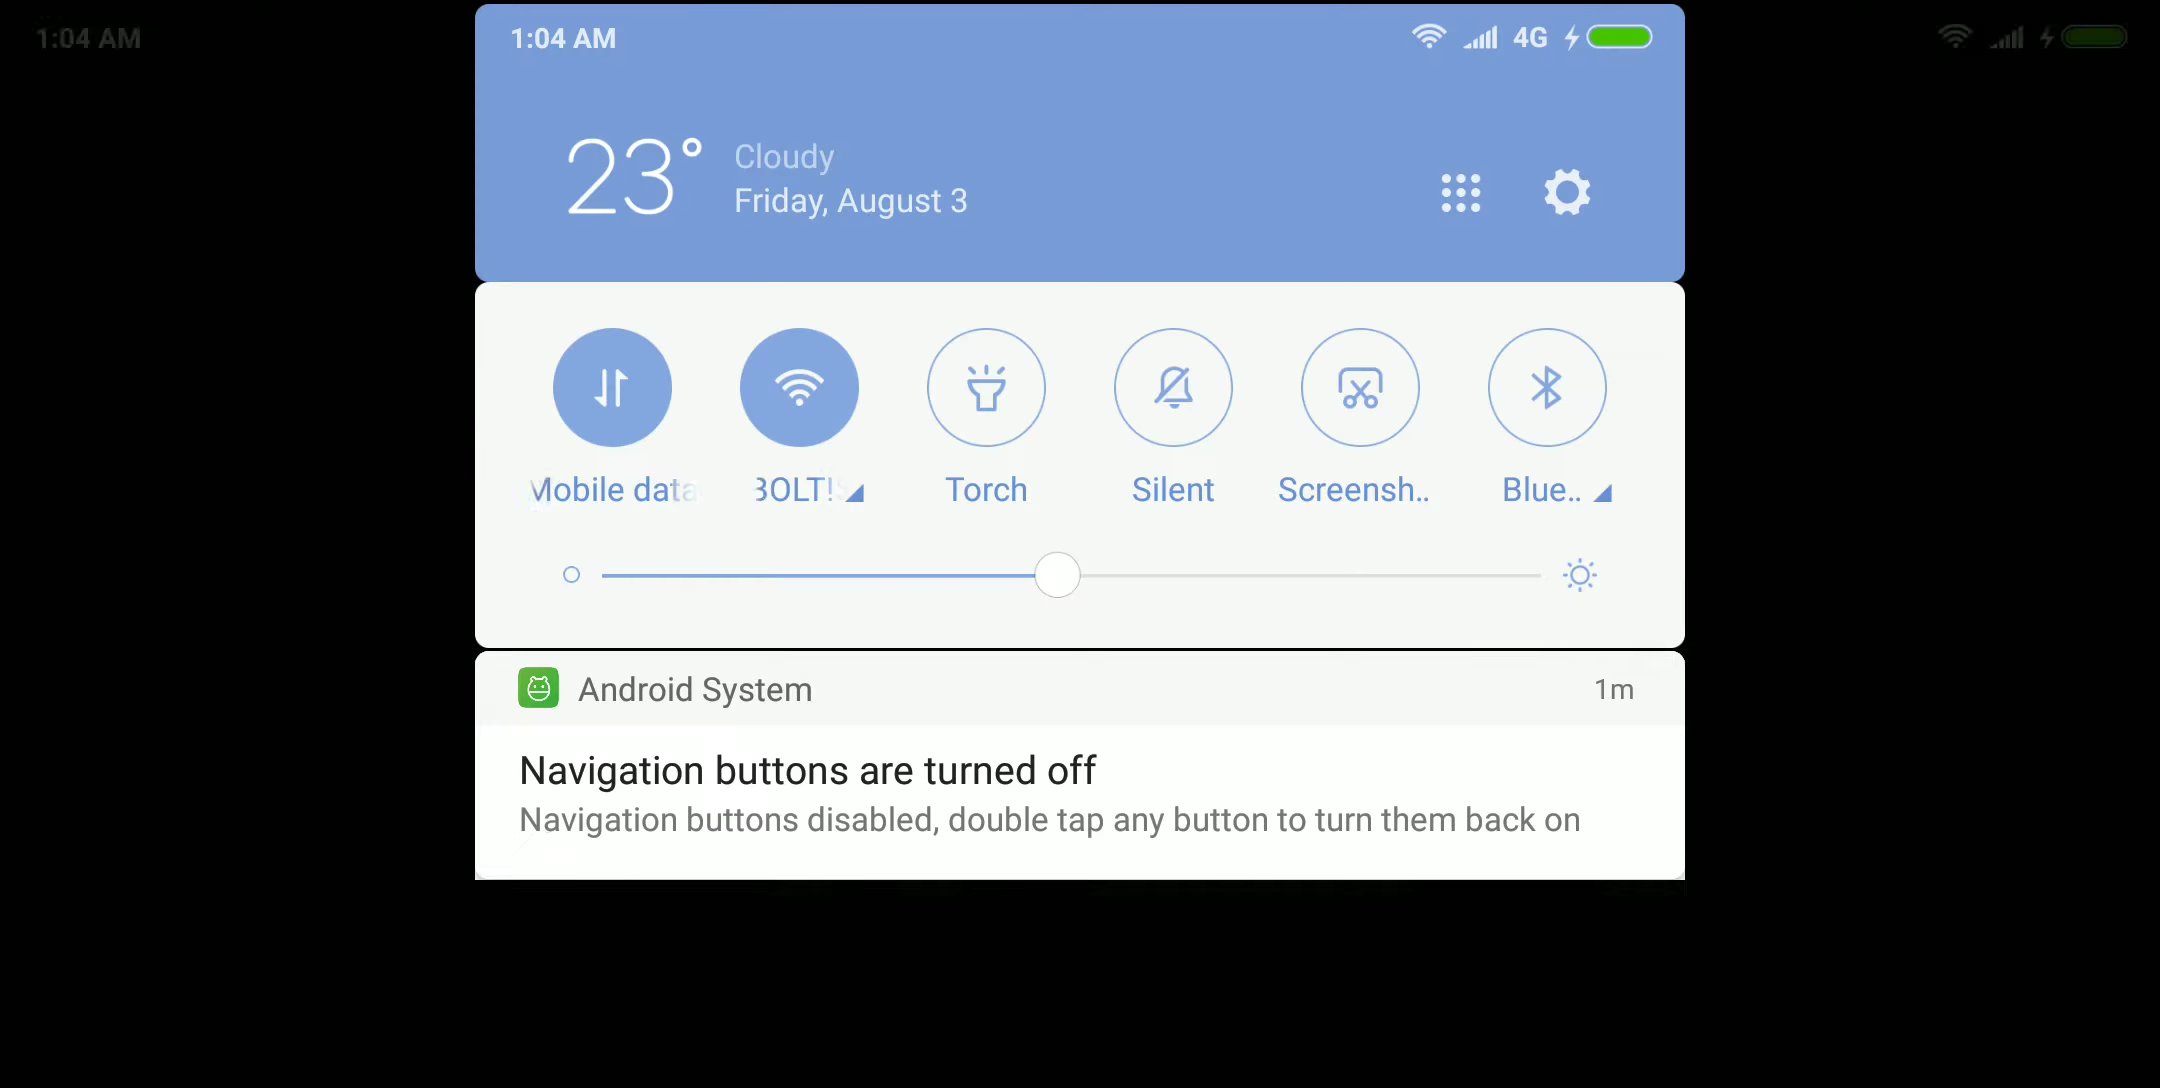 1:04 AM
1:04 AM 4G
23° Cloudy
Friday, August 3
Mobile data BOLT! Torch Silent Screensh.. Blue..
Android System 1m
Navigation buttons are turned off
Navigation buttons disabled, double tap any button to turn them back on